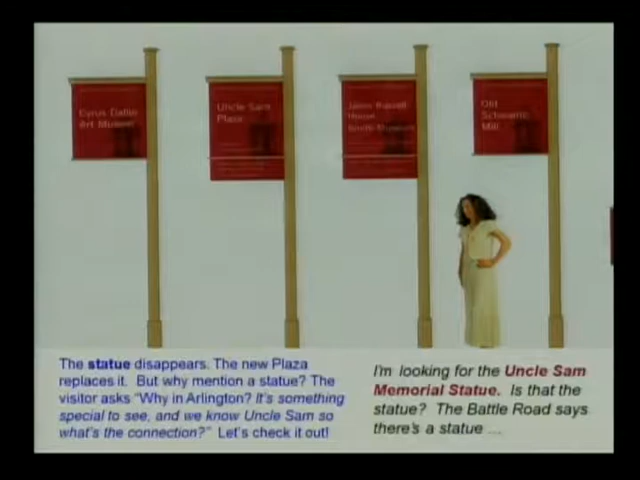 Cyrus Dallin
Art Museum
Uncle Sam
Plaza
Jason Russell
House
Smith Museum
Old
Schwamb
Mill
The statue disappears. The new Plaza
replaces it. But why mention a statue? The
visitor asks “Why in Arlington? It's something
special to see, and we know Uncle Sam so
what's the connection?” Let's check it out!
I'm looking for the Uncle Sam
Memorial Statue. Is that the
statue? The Battle Road says
there's a statue ...